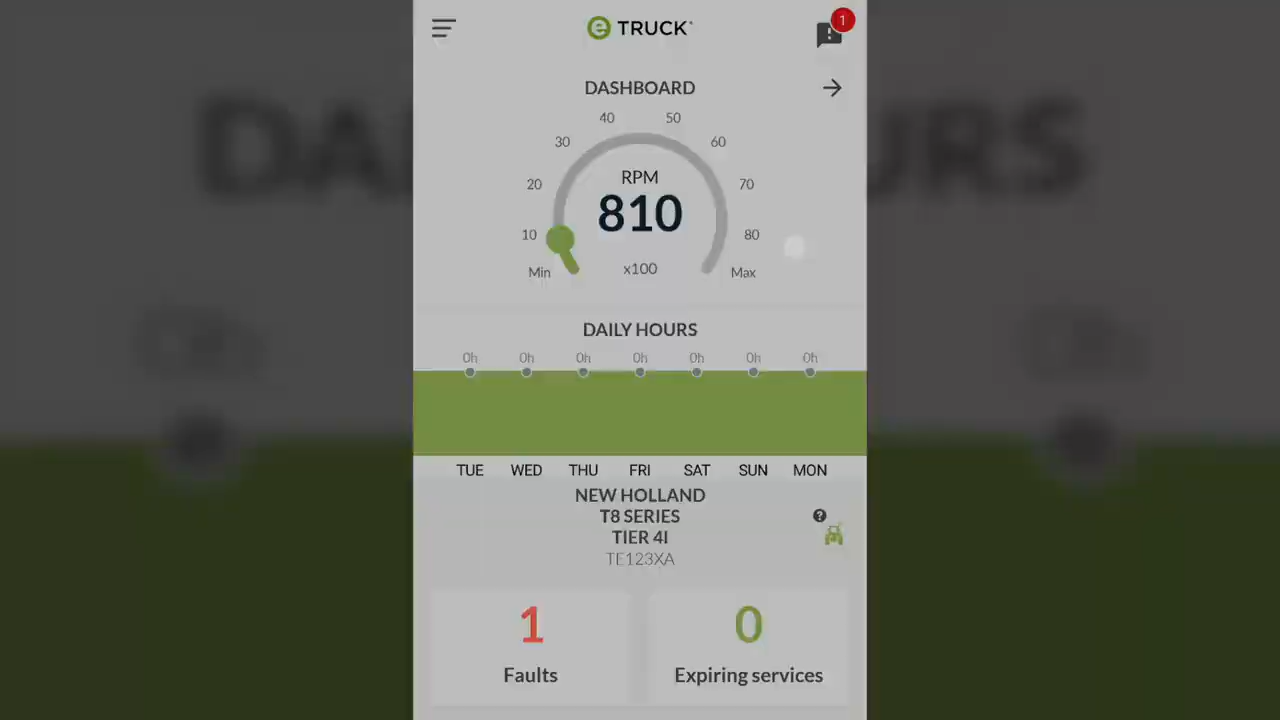 e TRUCK
1
DASHBOARD
40 50
30 60
RPM
20 70
810
10 80
Min x100 Max
DAILY HOURS
0h 0h 0h 0h 0h 0h 0h
TUE WED THU FRI SAT SUN MON
NEW HOLLAND
T8 SERIES
TIER 4I
TE123XA
1 0
Faults Expiring services